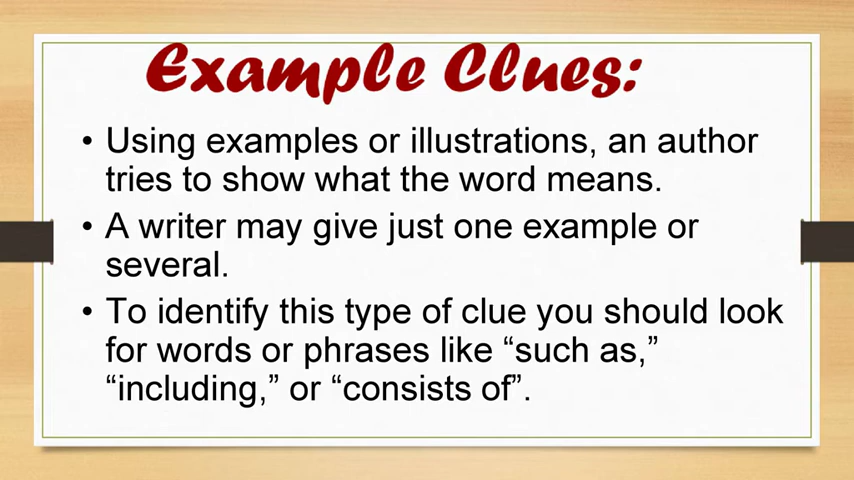 Example Clues:
• Using examples or illustrations, an author
tries to show what the word means.
• A writer may give just one example or
several.
• To identify this type of clue you should look
for words or phrases like “such as,”
“including,” or “consists of”.